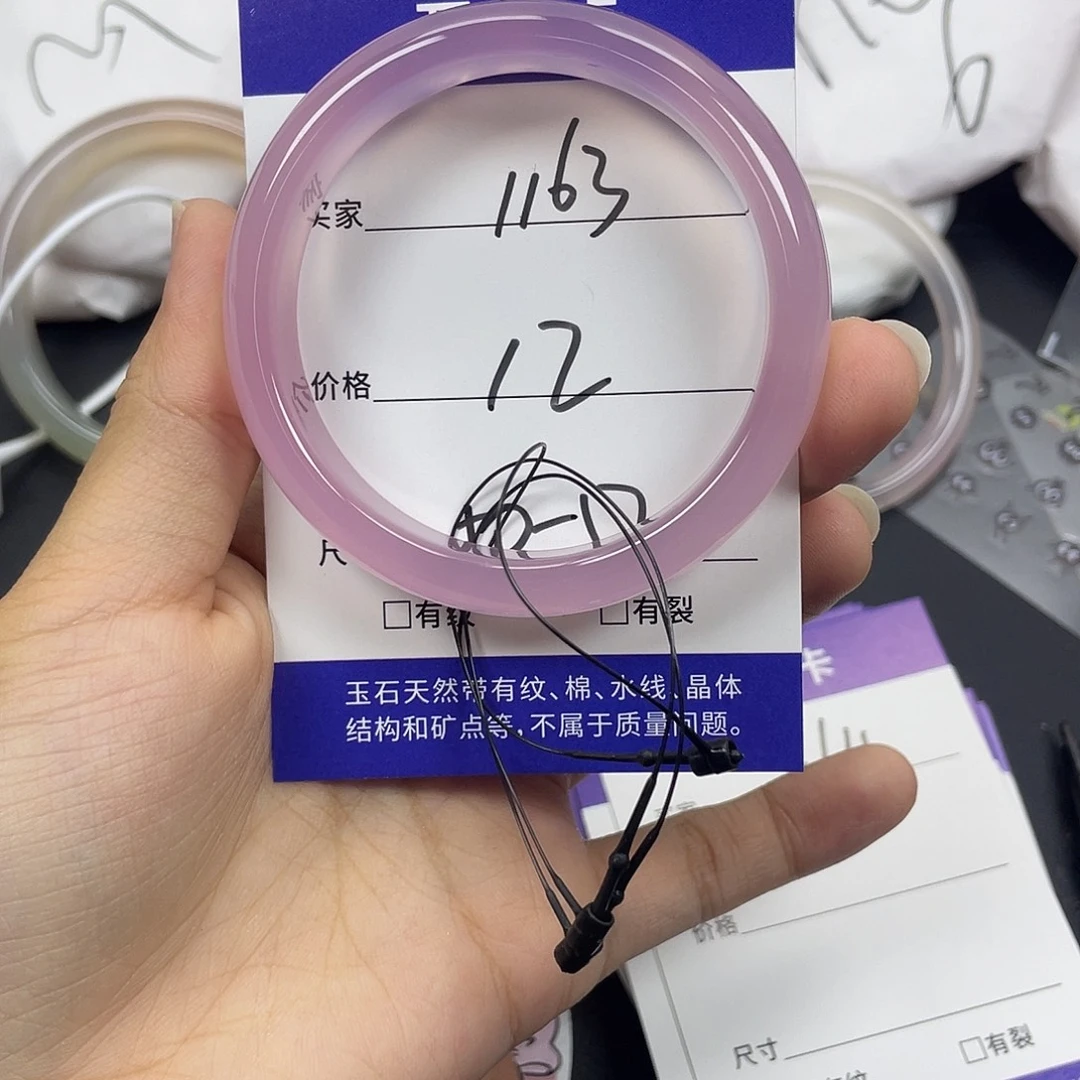 买家 1163
价格 12
尺
□有纹 □有裂
玉石天然带有纹、棉、水线、晶体
结构和矿点等，不属于质量问题。
卡
价格
尺寸
□有裂